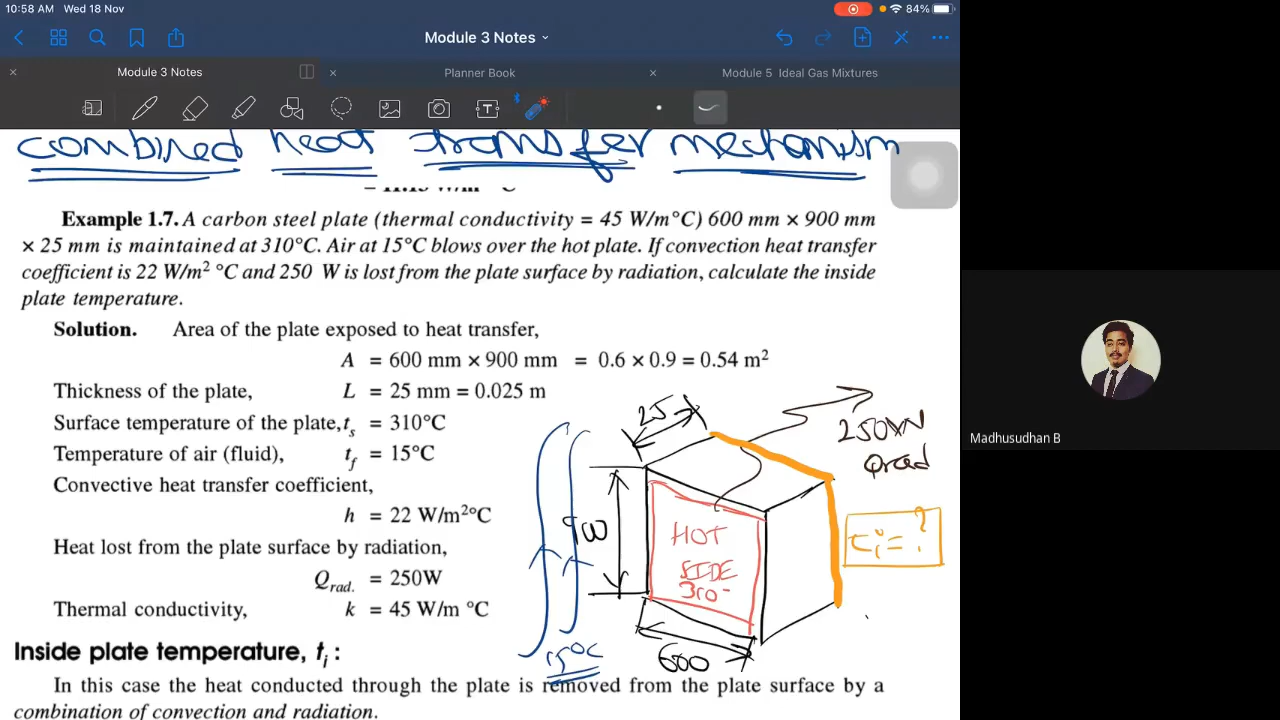 10:58 AM Wed 18 Nov
84%
Module 3 Notes
Module 3 Notes
Planner Book
Module 5 Ideal Gas Mixtures
combined heat transfer mechanism
Example 1.7. A carbon steel plate (thermal conductivity = 45 W/m°C) 600 mm × 900 mm
× 25 mm is maintained at 310°C. Air at 15°C blows over the hot plate. If convection heat transfer
coefficient is 22 W/m² °C and 250 W is lost from the plate surface by radiation, calculate the inside
plate temperature.
Solution. Area of the plate exposed to heat transfer,
A = 600 mm × 900 mm = 0.6 × 0.9 = 0.54 m²
Thickness of the plate, L = 25 mm = 0.025 m
Surface temperature of the plate, tₛ = 310°C
Temperature of air (fluid), t_f = 15°C
Convective heat transfer coefficient,
h = 22 W/m²°C
Heat lost from the plate surface by radiation,
Q_rad. = 250W
Thermal conductivity, k = 45 W/m °C
25
Qrad
HOT
SIDE
ti = ?
600
15°C
Inside plate temperature, tᵢ :
In this case the heat conducted through the plate is removed from the plate surface by a
combination of convection and radiation.
Madhusudhan B